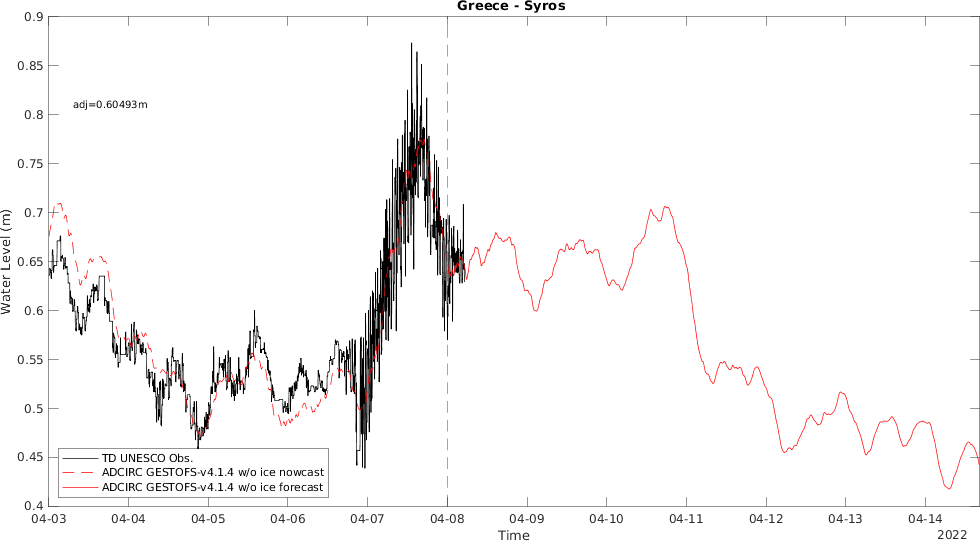 Greece - Syros
0.9
0.85
0.8
0.75
0.7
0.65
0.6
0.55
0.5
0.45
0.4
Water Level (m)
adj=0.60493m
TD UNESCO Obs.
ADCIRC GESTOFS-v4.1.4 w/o ice nowcast
ADCIRC GESTOFS-v4.1.4 w/o ice forecast
04-03 04-04 04-05 04-06 04-07 04-08 04-09 04-10 04-11 04-12 04-13 04-14
Time
2022